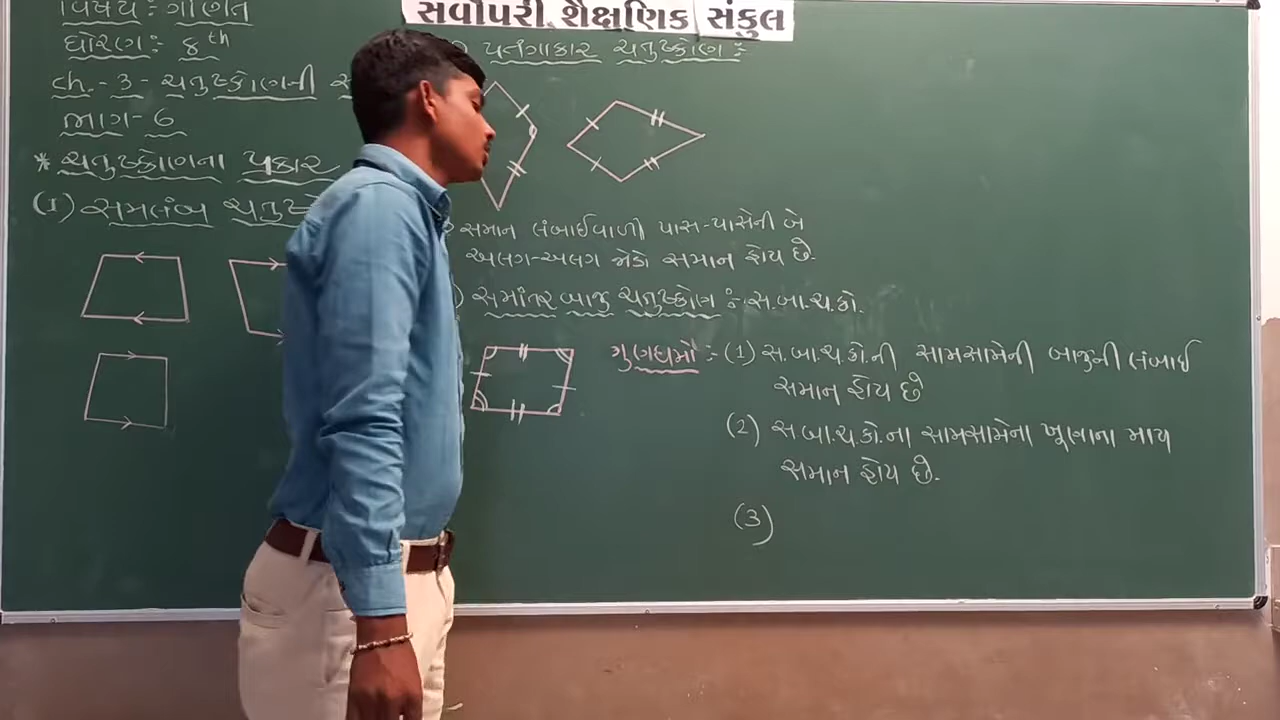 સર્વોપરી શૈક્ષણિક સંકુલ
વિષય : ગણિત
ધોરણ :- 8th
ch.- 3 - ચતુષ્કોણની
ભાગ - 6
* ચતુષ્કોણના પ્રકાર
(1) સમલંબ
પતંગાકાર ચતુષ્કોણ :-
સમાન લંબાઈવાળી પાસ-પાસેની બે
અલગ-અલગ જોડો સમાન હોય છે.
સમાંતર બાજુ ચતુષ્કોણ :- સ.બા.ચ.કો.
ગુણધર્મો :- (1) સ.બા.ચ.કો.ની સામસામેની બાજુની લંબાઈ
સમાન હોય છે
(2) સ.બા.ચ.કો.ના સામસામેના ખૂણાના માપ
સમાન હોય છે.
(3)